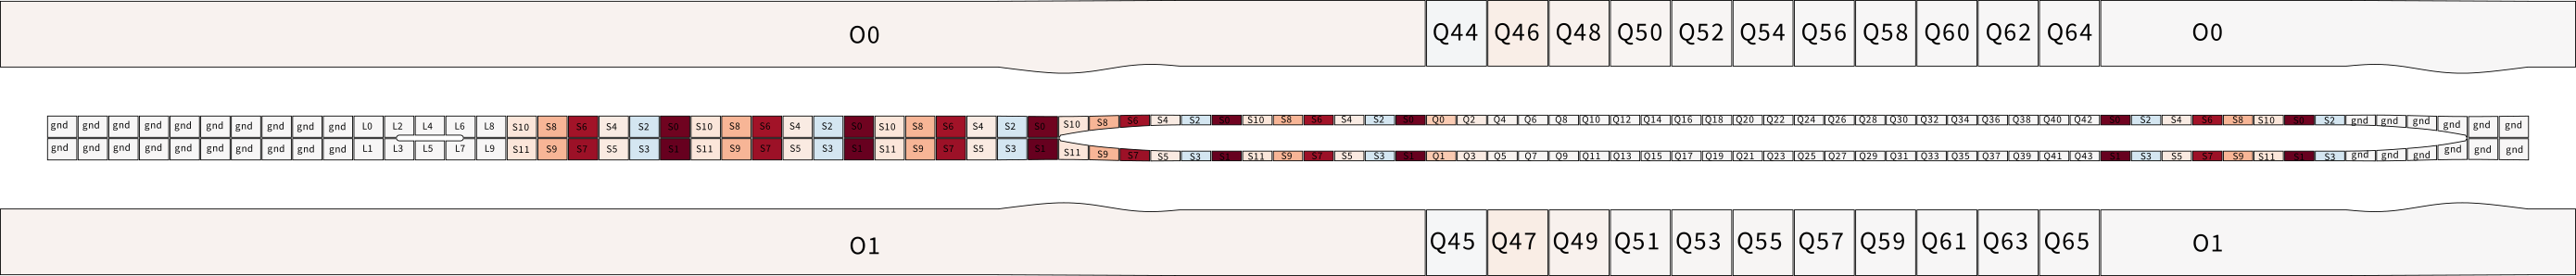 O0 Q44 Q46 Q48 Q50 Q52 Q54 Q56 Q58 Q60 Q62 Q64 O0
gnd gnd gnd gnd gnd gnd gnd gnd gnd gnd L0 L2 L4 L6 L8 S10 S8 S6 S4 S2 S0 S10 S8 S6 S4 S2 S0 S10 S8 S6 S4 S2 S0 S10 S8 S6 S4 S2 S0 S10 S8 S6 S4 S2 S0 Q0 Q2 Q4 Q6 Q8 Q10 Q12 Q14 Q16 Q18 Q20 Q22 Q24 Q26 Q28 Q30 Q32 Q34 Q36 Q38 Q40 Q42 S0 S2 S4 S6 S8 S10 S0 S2 gnd gnd gnd gnd gnd gnd
gnd gnd gnd gnd gnd gnd gnd gnd gnd gnd L1 L3 L5 L7 L9 S11 S9 S7 S5 S3 S1 S11 S9 S7 S5 S3 S1 S11 S9 S7 S5 S3 S1 S11 S9 S7 S5 S3 S1 S11 S9 S7 S5 S3 S1 Q1 Q3 Q5 Q7 Q9 Q11 Q13 Q15 Q17 Q19 Q21 Q23 Q25 Q27 Q29 Q31 Q33 Q35 Q37 Q39 Q41 Q43 S1 S3 S5 S7 S9 S11 S1 S3 gnd gnd gnd gnd gnd gnd
O1 Q45 Q47 Q49 Q51 Q53 Q55 Q57 Q59 Q61 Q63 Q65 O1